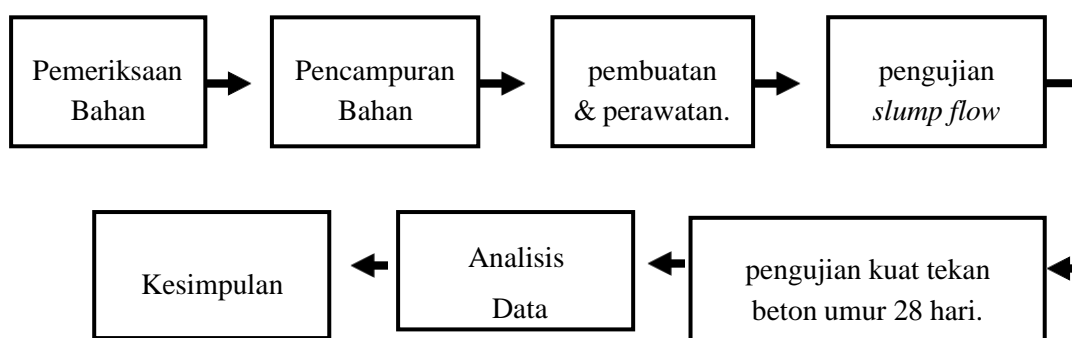 Pemeriksaan
Bahan
Pencampuran
Bahan
pembuatan
& perawatan.
pengujian
slump flow
pengujian kuat tekan
beton umur 28 hari.
Analisis
Data
Kesimpulan